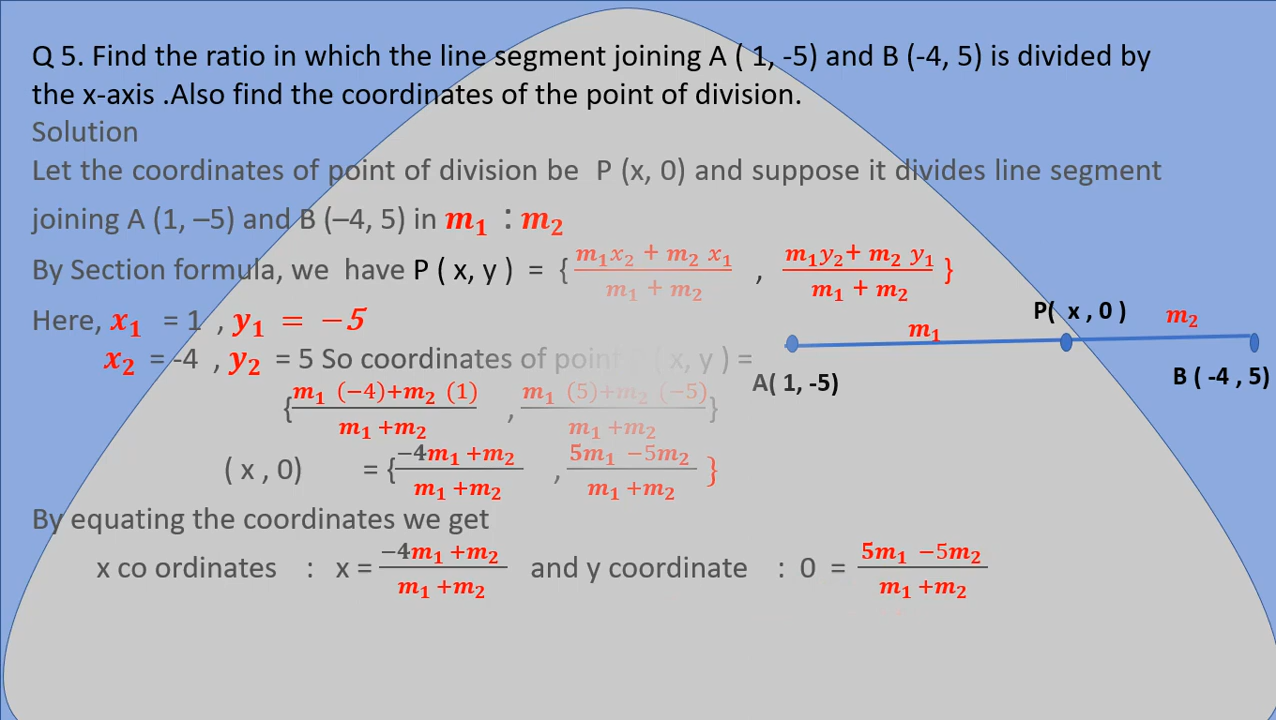 Q 5. Find the ratio in which the line segment joining A ( 1, -5) and B (-4, 5) is divided by
the x-axis .Also find the coordinates of the point of division.
Solution
Let the coordinates of point of division be P (x, 0) and suppose it divides line segment
joining A (1, –5) and B (–4, 5) in m₁ : m₂
By Section formula, we have P ( x, y ) = { (m₁x₂ + m₂ x₁)/(m₁ + m₂) , (m₁y₂+ m₂ y₁)/(m₁ + m₂) }
Here, x₁ = 1 , y₁ = −5
x₂ = -4 , y₂ = 5 So coordinates of point ( x, y ) =
{ (m₁ (−4)+m₂ (1))/(m₁ +m₂) , (m₁ (5)+m₂ (−5))/(m₁ +m₂) }
( x , 0) = { (−4m₁ +m₂)/(m₁ +m₂) , (5m₁ −5m₂)/(m₁ +m₂) }
By equating the coordinates we get
x co ordinates : x = (−4m₁ +m₂)/(m₁ +m₂) and y coordinate : 0 = (5m₁ −5m₂)/(m₁ +m₂)
P( x , 0 )
m₁
m₂
A( 1, -5)
B ( -4 , 5)